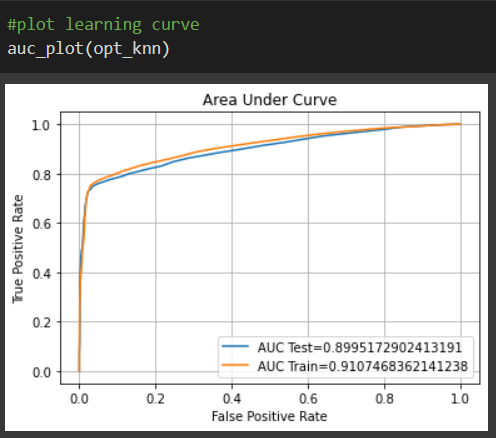 #plot learning curve
auc_plot(opt_knn)
Area Under Curve
1.0
0.8
0.6
0.4
0.2
0.0
True Positive Rate
AUC Test=0.8995172902413191
AUC Train=0.9107468362141238
0.0 0.2 0.4 0.6 0.8 1.0
False Positive Rate